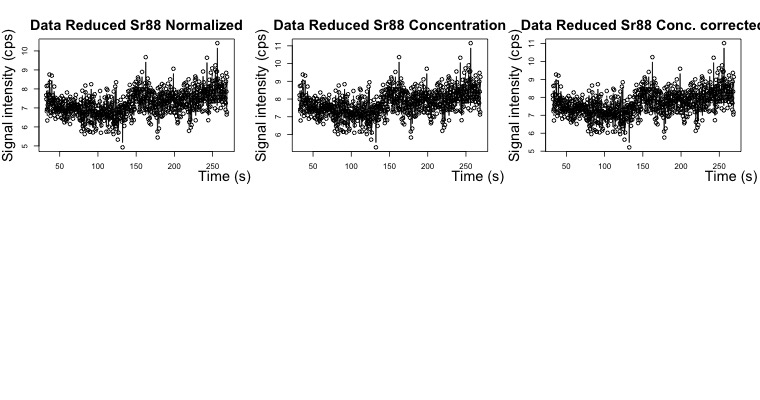 Data Reduced Sr88 Normalized
Signal intensity (cps)
10
9
8
7
6
5
50 100 150 200 250
Time (s)
Data Reduced Sr88 Concentration
Signal intensity (cps)
11
10
9
8
7
6
50 100 150 200 250
Time (s)
Data Reduced Sr88 Conc. corrected
Signal intensity (cps)
11
10
9
8
7
6
5
50 100 150 200 250
Time (s)